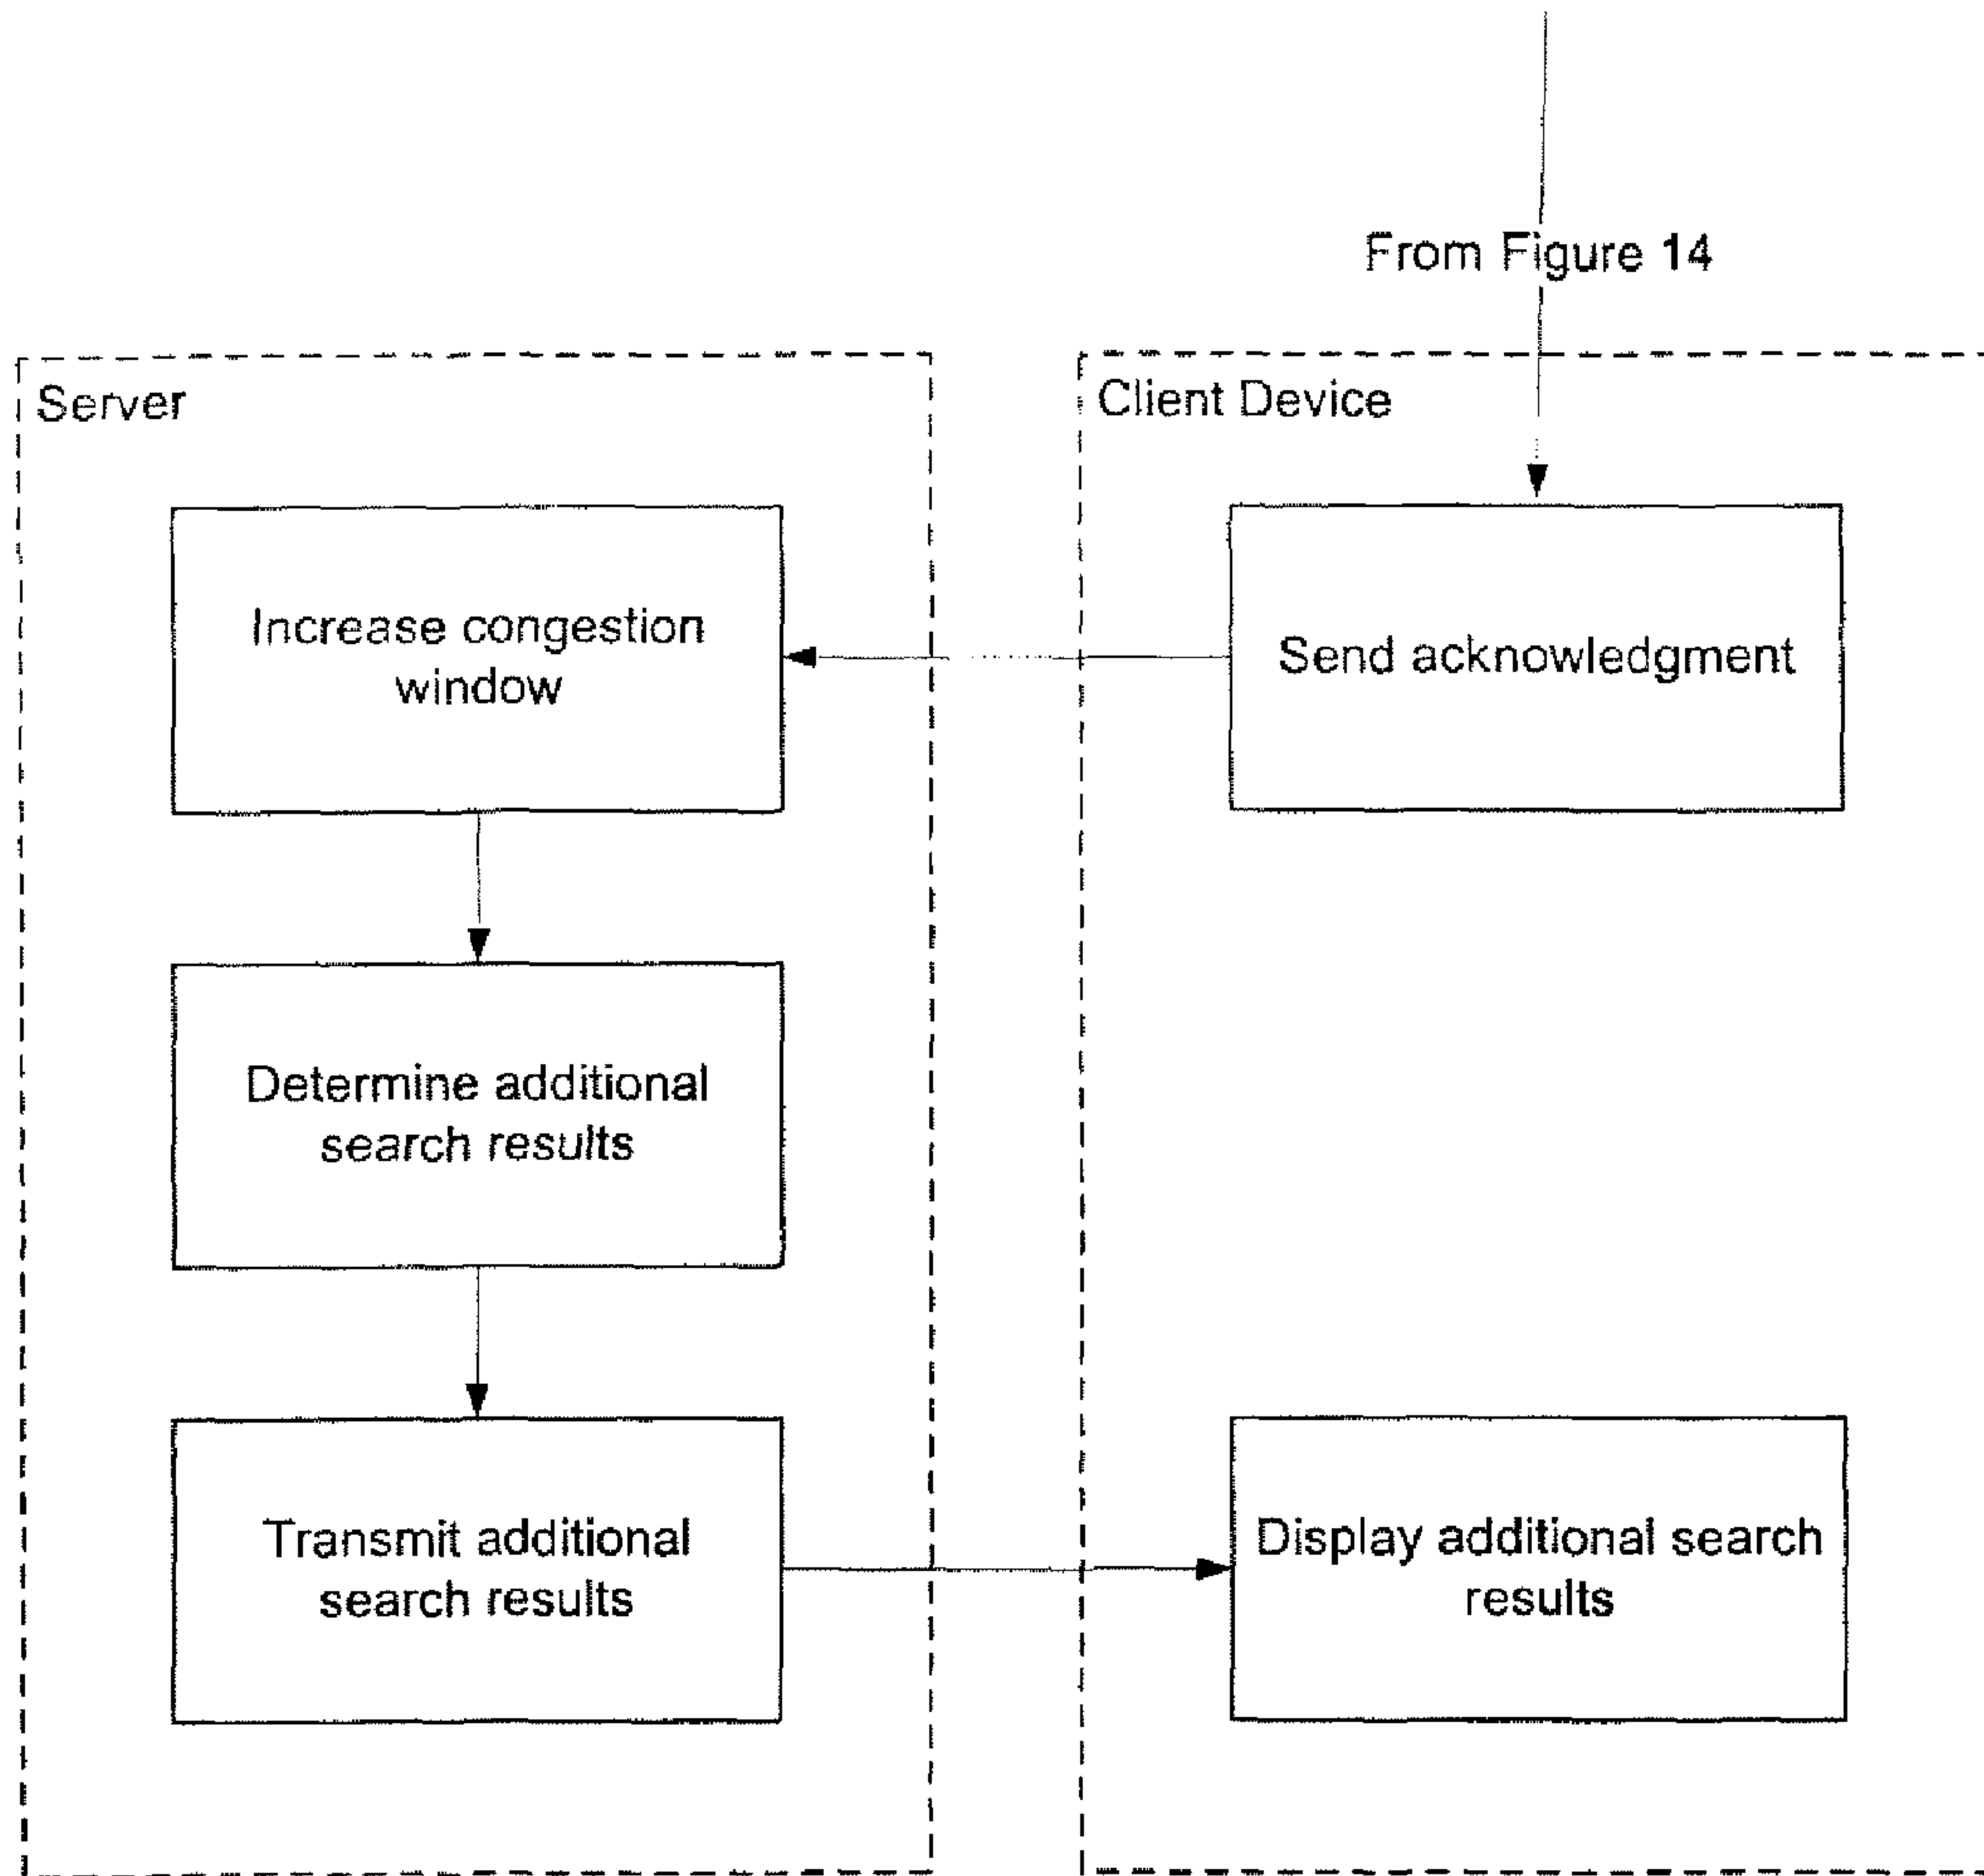 From Figure 14
Server
Client Device
Increase congestion
window
Send acknowledgment
Determine additional
search results
Transmit additional
search results
Display additional search
results